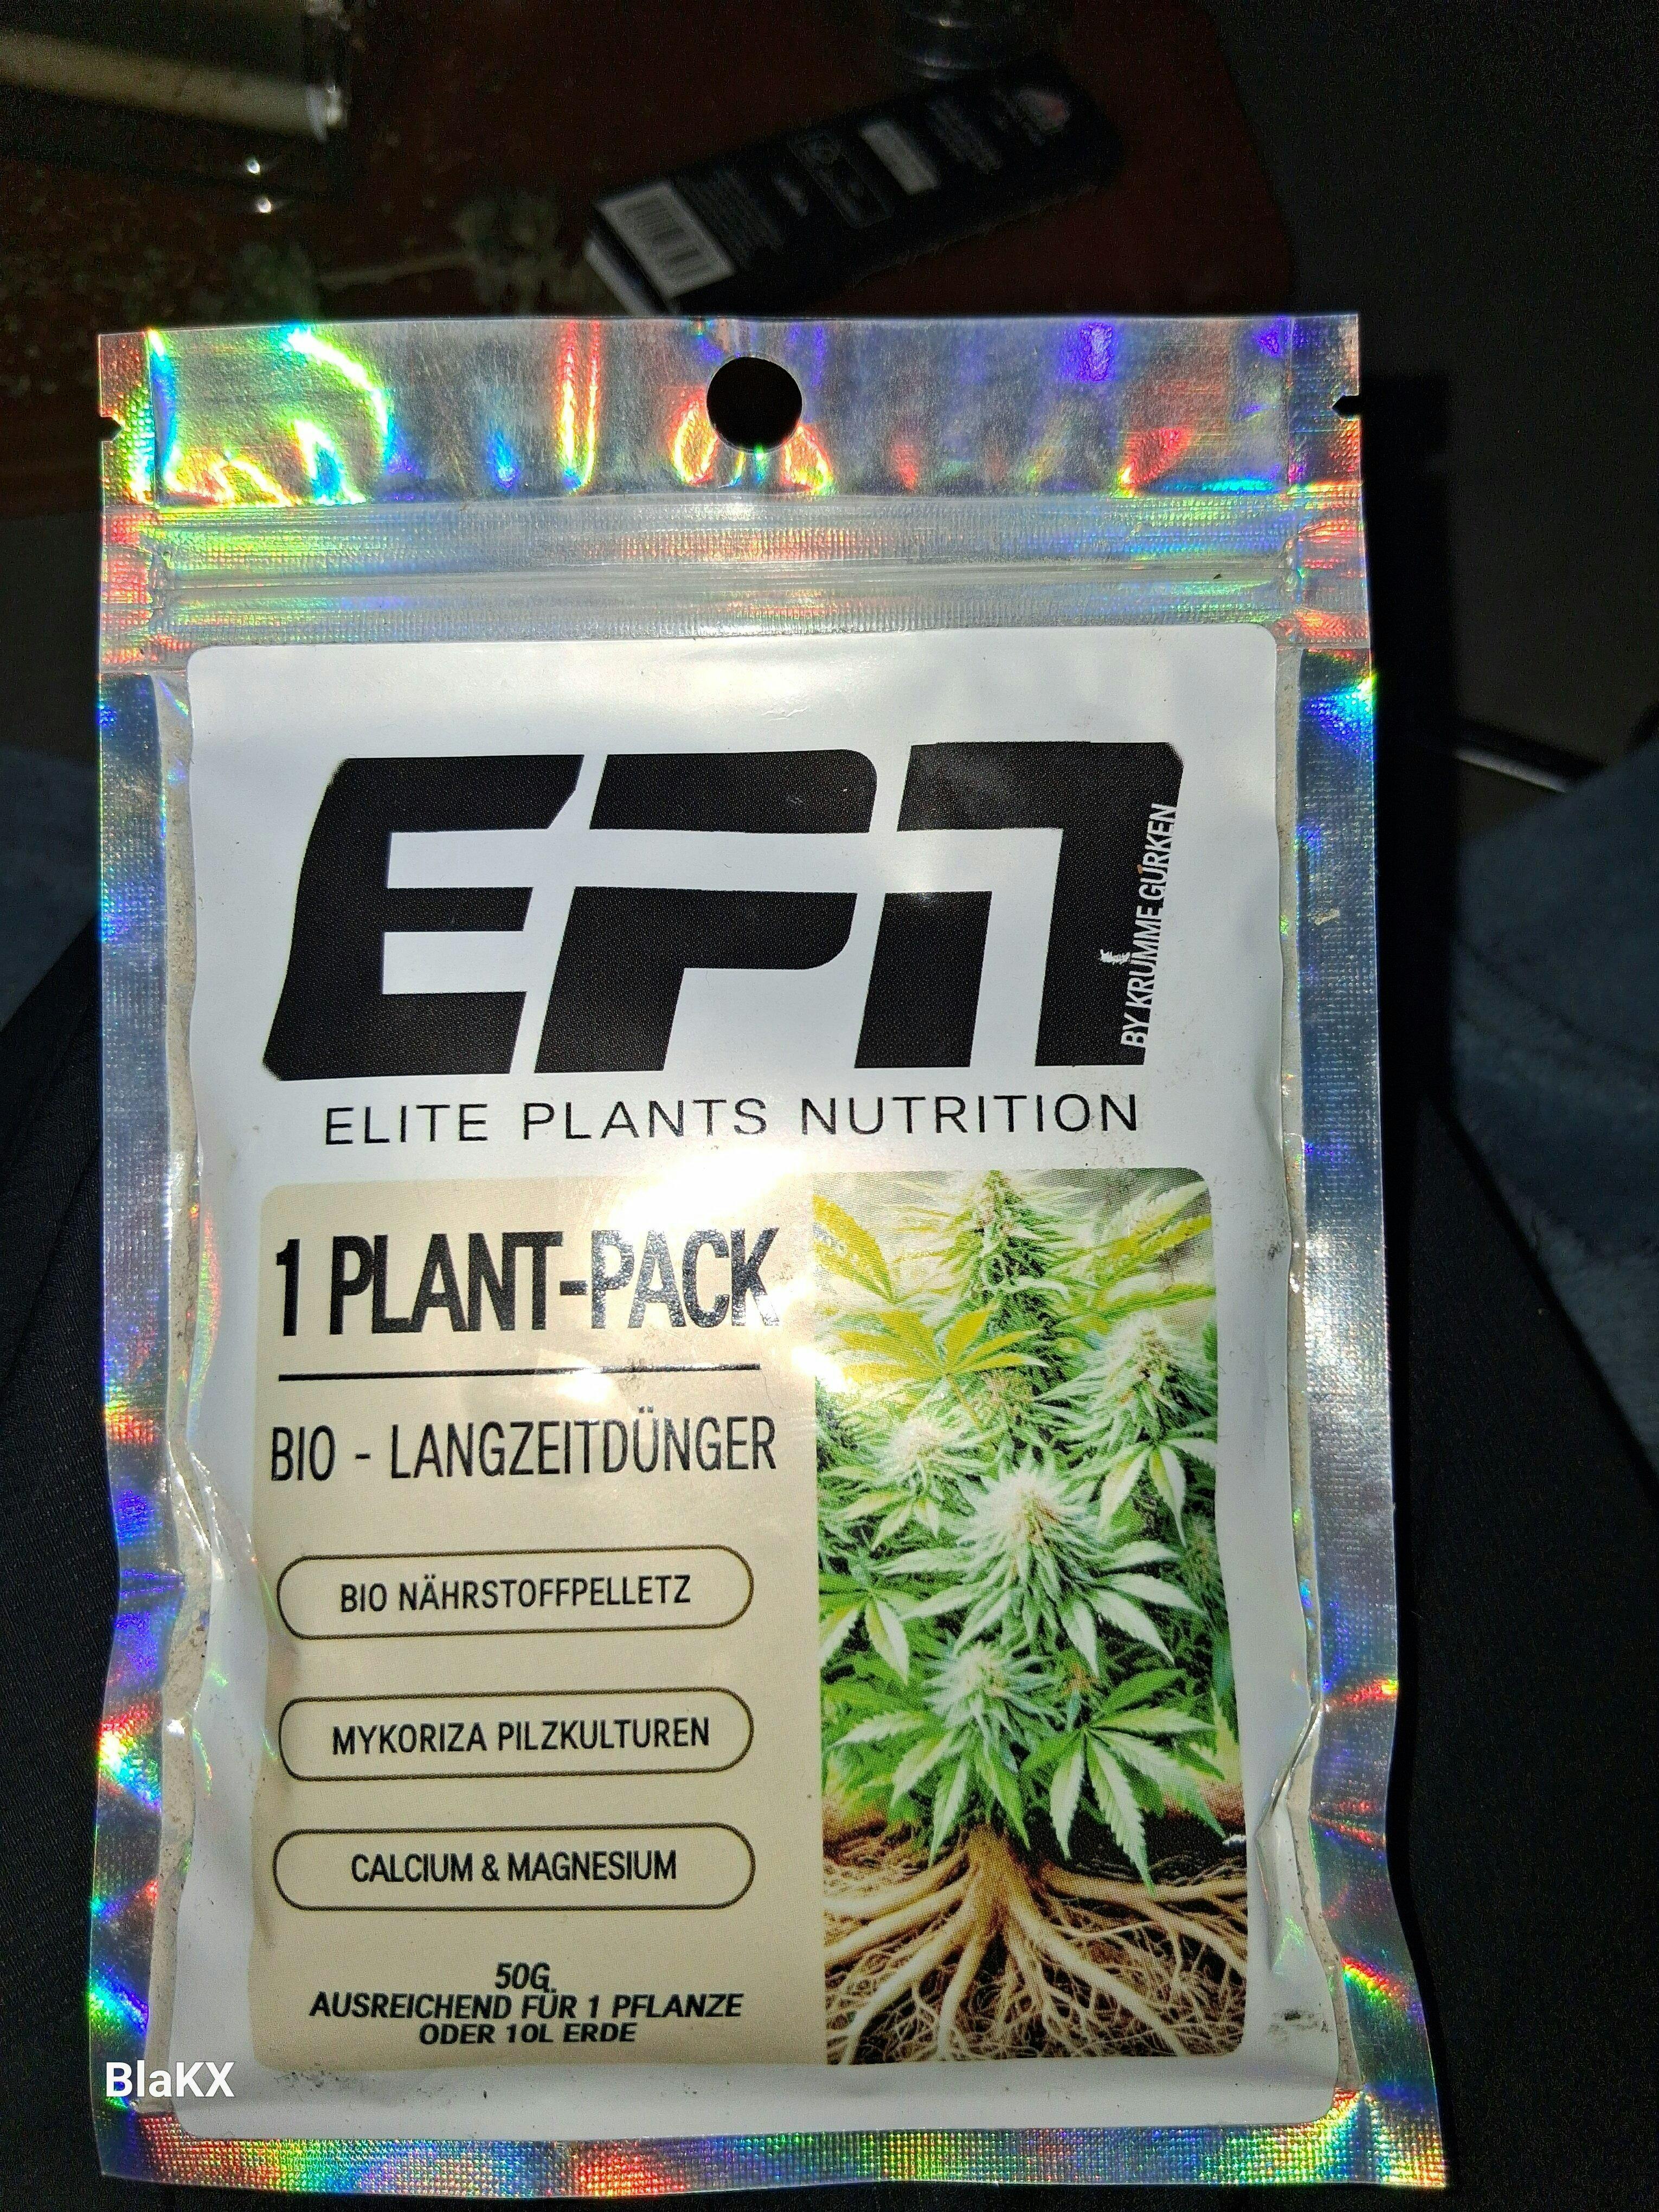 EPN
BY KRUMME GURKEN
ELITE PLANTS NUTRITION
1 PLANT-PACK
BIO - LANGZEITDÜNGER
BIO NÄHRSTOFFPELLETZ
MYKORIZA PILZKULTUREN
CALCIUM & MAGNESIUM
50G
AUSREICHEND FÜR 1 PFLANZE
ODER 10L ERDE
BlaKX